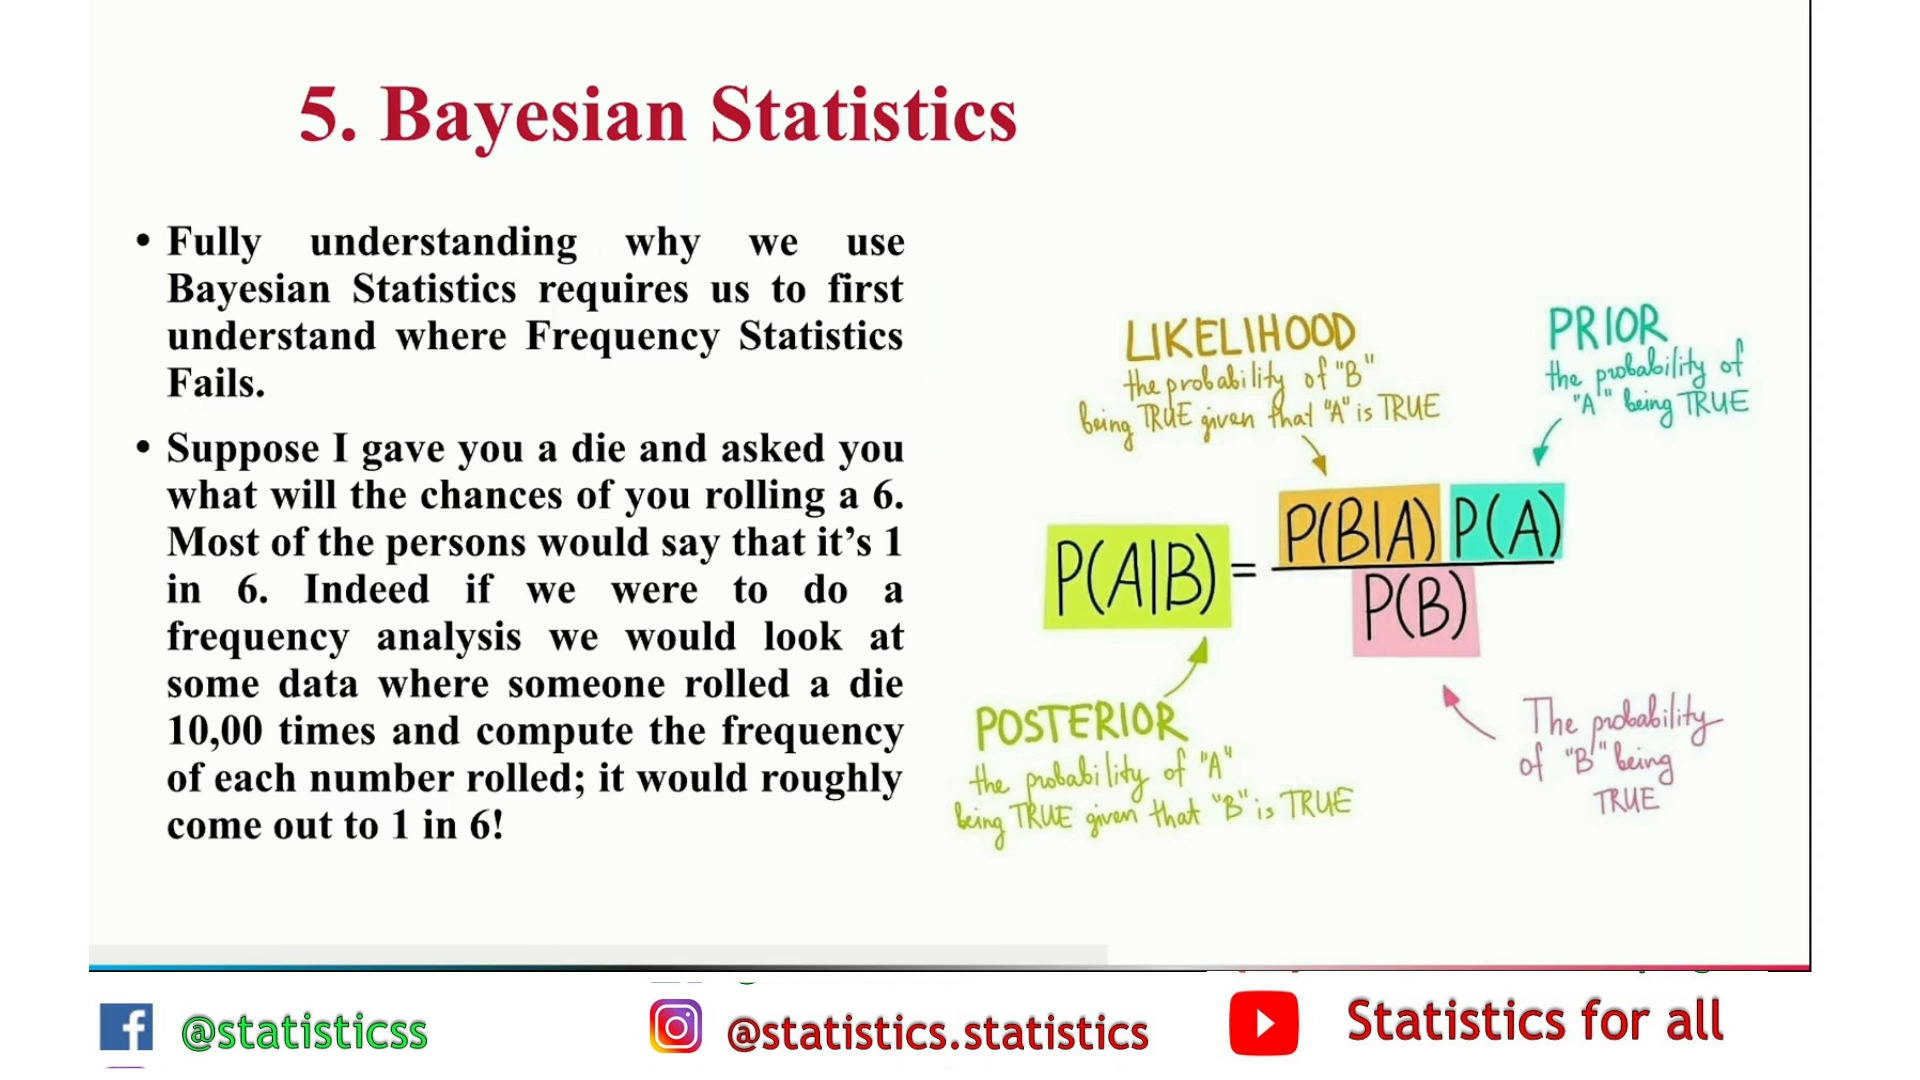 5. Bayesian Statistics
• Fully understanding why we use
Bayesian Statistics requires us to first
understand where Frequency Statistics
Fails.
• Suppose I gave you a die and asked you
what will the chances of you rolling a 6.
Most of the persons would say that it’s 1
in 6. Indeed if we were to do a
frequency analysis we would look at
some data where someone rolled a die
10,00 times and compute the frequency
of each number rolled; it would roughly
come out to 1 in 6!
LIKELIHOOD
the probability of "B"
being TRUE given that "A" is TRUE
PRIOR
the probability of
"A" being TRUE
P(A|B) =
P(B|A) P(A)
P(B)
POSTERIOR
the probability of "A"
being TRUE given that "B" is TRUE
The probability
of "B" being
TRUE
@statisticss
@statistics.statistics
Statistics for all